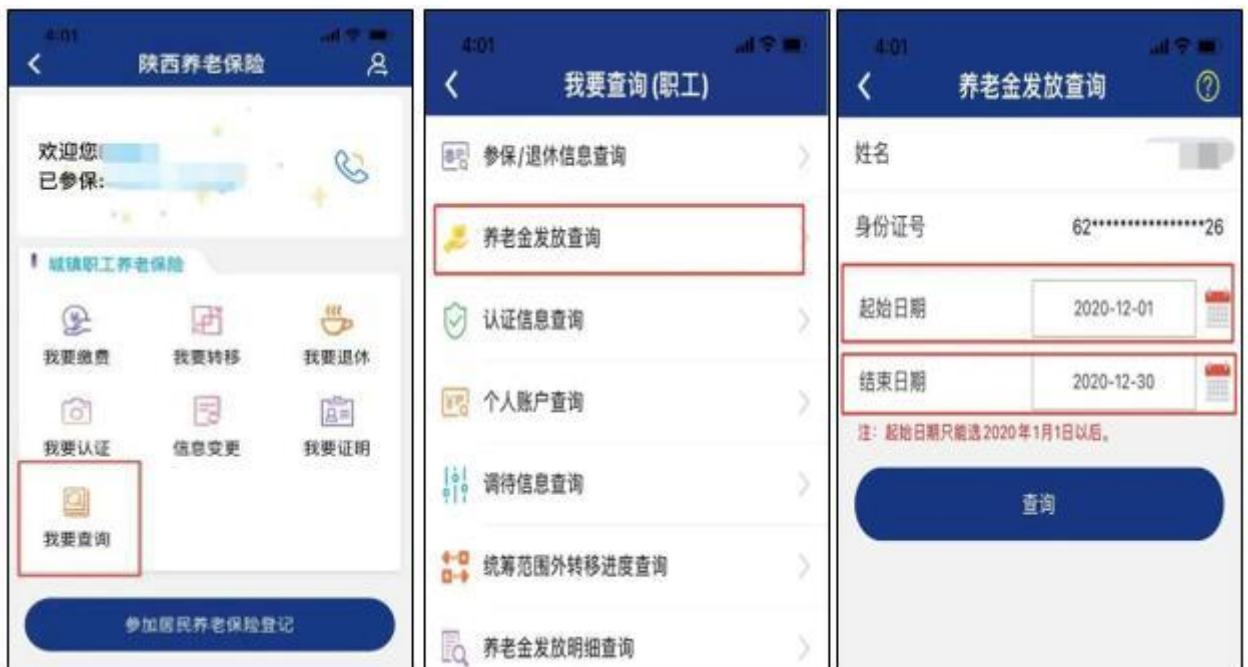 4:01
陕西养老保险
欢迎您:
已参保:
城镇职工养老保险
我要缴费 我要转移 我要退休
我要认证 信息变更 我要证明
我要查询
参加居民养老保险登记
4:01
我要查询(职工)
参保/退休信息查询
养老金发放查询
认证信息查询
个人账户查询
调待信息查询
统筹范围外转移进度查询
养老金发放明细查询
4:01
养老金发放查询
姓名
身份证号 62****************26
起始日期 2020-12-01
结束日期 2020-12-30
注：起始日期只能选2020年1月1日以后。
查询